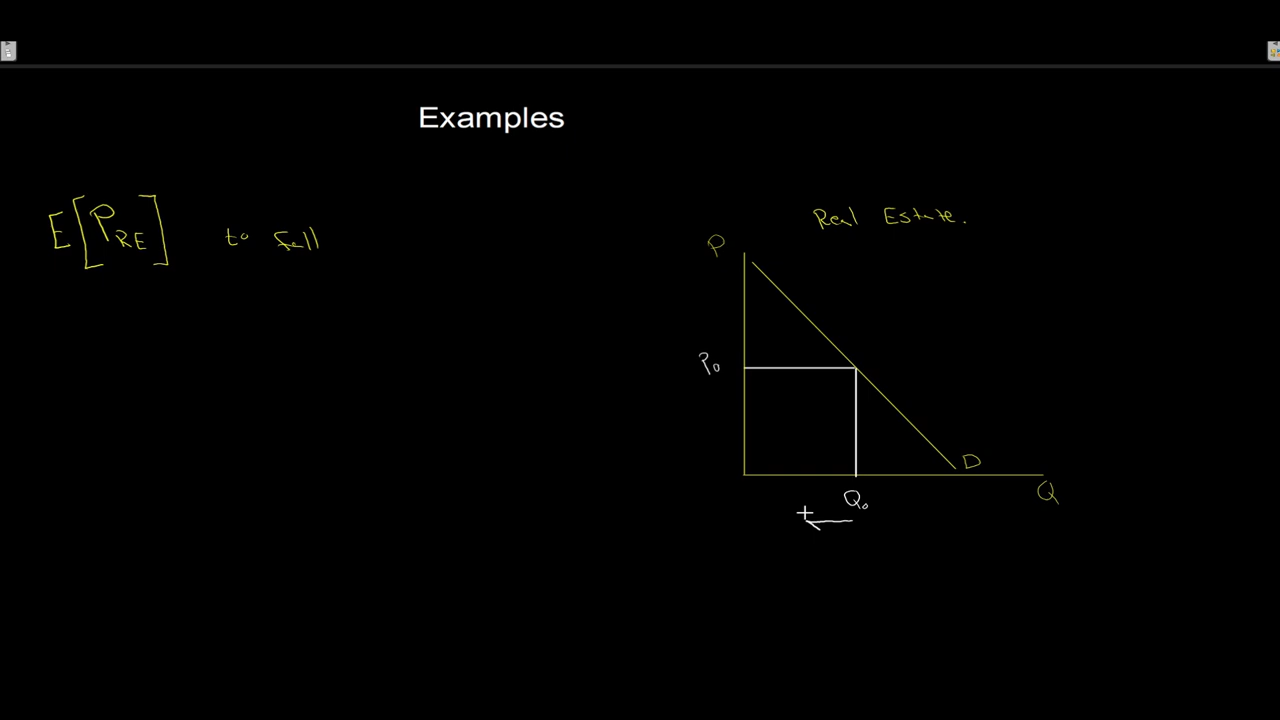 Examples
E[P_RE] to fall
Real Estate.
P
P₀
D
Q₀
Q